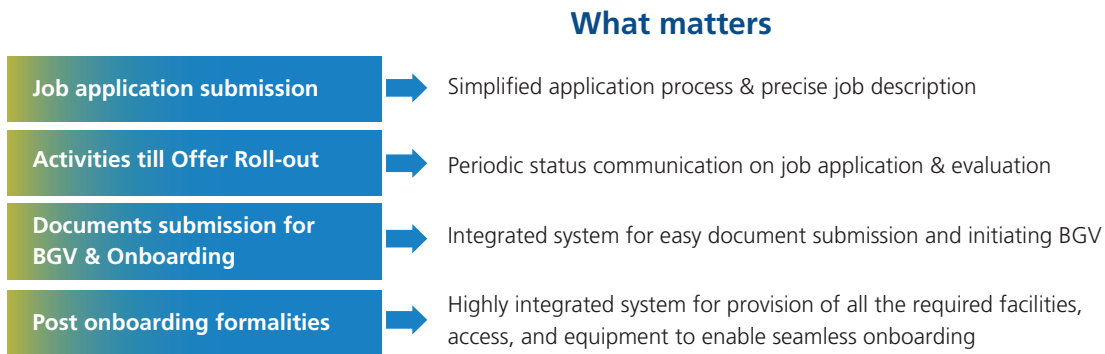 What matters
Job application submission
Simplified application process & precise job description
Activities till Offer Roll-out
Periodic status communication on job application & evaluation
Documents submission for
BGV & Onboarding
Integrated system for easy document submission and initiating BGV
Post onboarding formalities
Highly integrated system for provision of all the required facilities,
access, and equipment to enable seamless onboarding